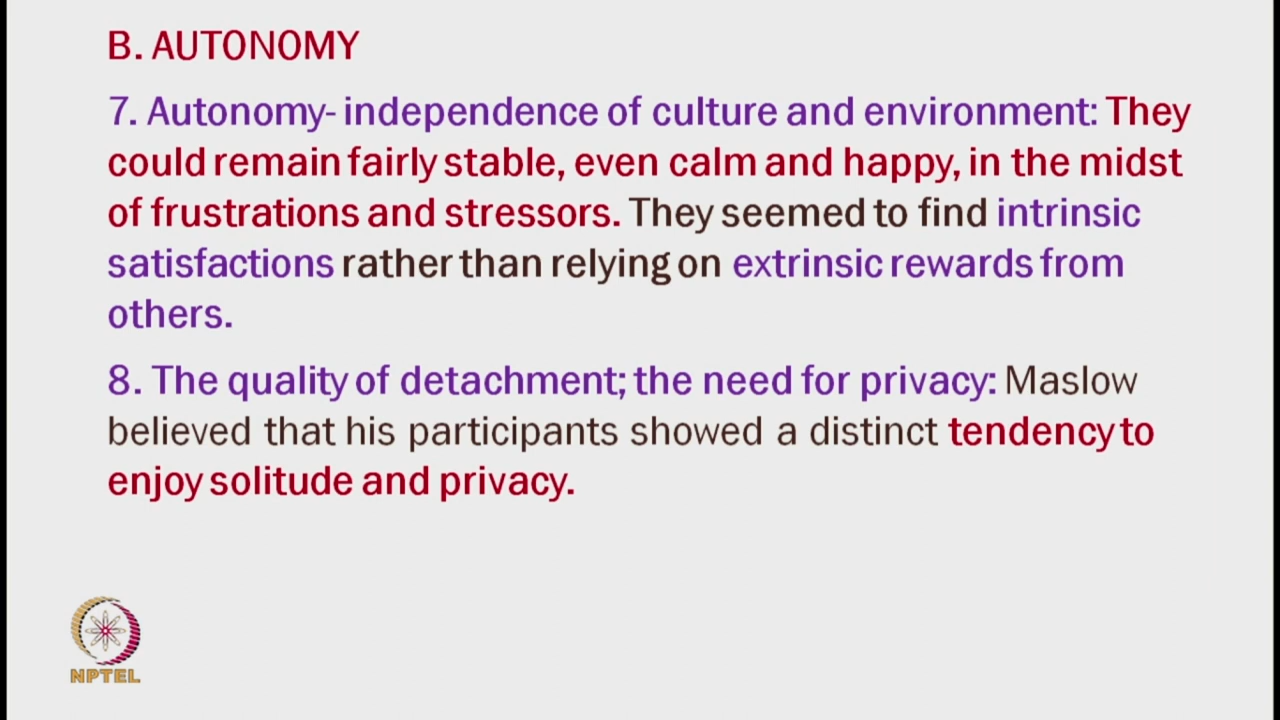 B. AUTONOMY
7. Autonomy- independence of culture and environment: They
could remain fairly stable, even calm and happy, in the midst
of frustrations and stressors. They seemed to find intrinsic
satisfactions rather than relying on extrinsic rewards from
others.
8. The quality of detachment; the need for privacy: Maslow
believed that his participants showed a distinct tendency to
enjoy solitude and privacy.
NPTEL